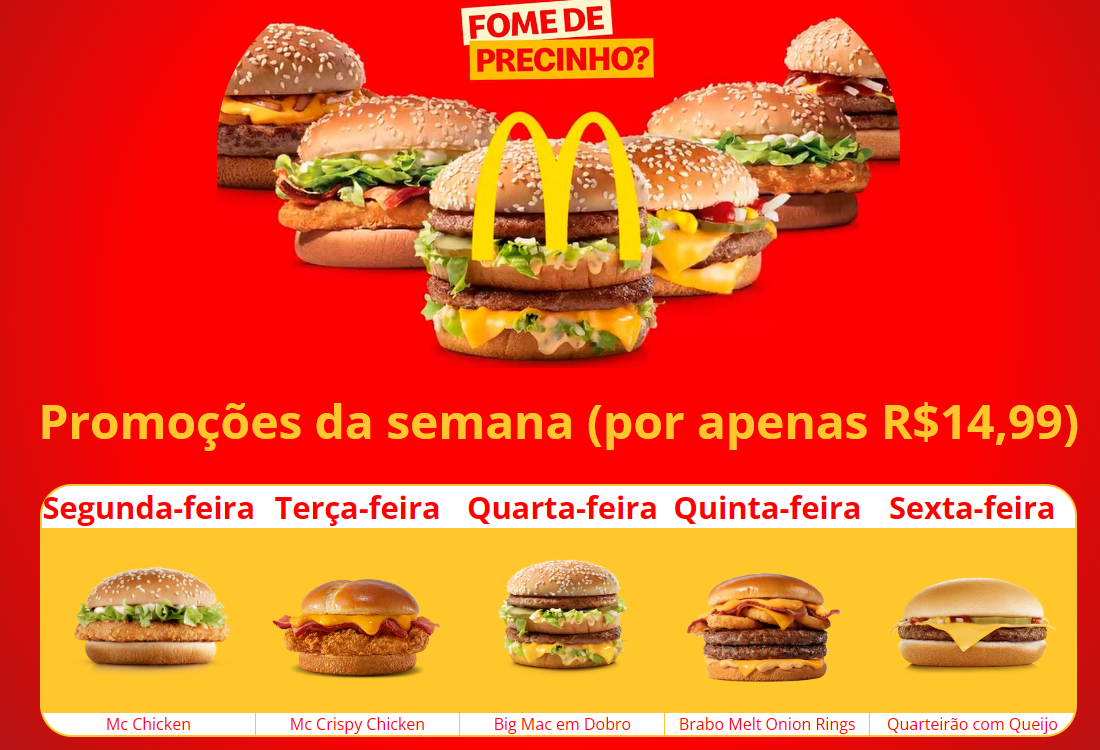 FOME DE
PRECINHO?
Promoções da semana (por apenas R$14,99)
Segunda-feira Terça-feira Quarta-feira Quinta-feira Sexta-feira
Mc Chicken Mc Crispy Chicken Big Mac em Dobro Brabo Melt Onion Rings Quarteirão com Queijo